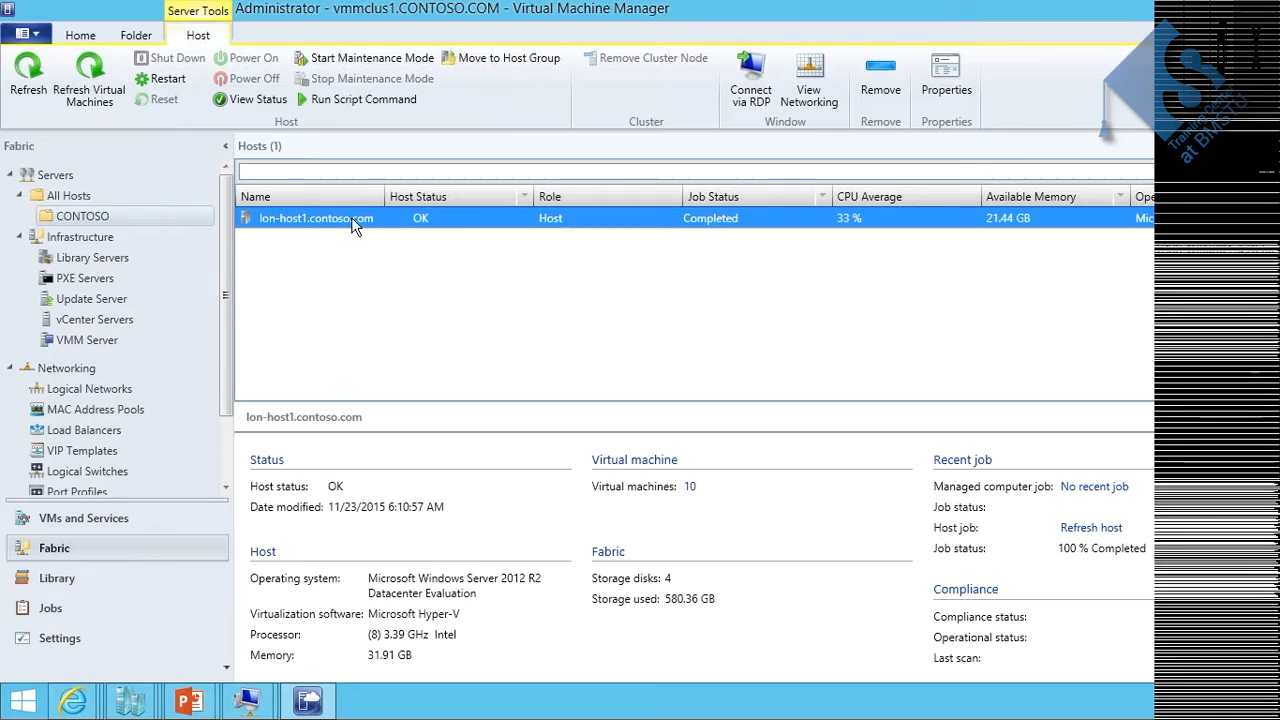 Server Tools
Administrator - vmmclus1.CONTOSO.COM - Virtual Machine Manager
Home Folder Host
Refresh
Refresh Virtual Machines
Shut Down
Restart
Reset
Power On
Power Off
View Status
Start Maintenance Mode
Stop Maintenance Mode
Run Script Command
Host
Remove Cluster Node
Cluster
Connect via RDP
View Networking
Window
Remove
Remove
Properties
Training Center
at BMSTU
Fabric
Servers
All Hosts
CONTOSO
Infrastructure
Library Servers
PXE Servers
Update Server
vCenter Servers
VMM Server
Networking
Logical Networks
MAC Address Pools
Load Balancers
VIP Templates
Logical Switches
Port Profiles
VMs and Services
Fabric
Library
Jobs
Settings
Hosts (1)
Name Host Status Role Job Status CPU Average Available Memory Ope
lon-host1.contoso.com OK Host Completed 33 % 21.44 GB Mic
lon-host1.contoso.com
Status
Host status: OK
Date modified: 11/23/2015 6:10:57 AM
Host
Operating system: Microsoft Windows Server 2012 R2
Datacenter Evaluation
Virtualization software: Microsoft Hyper-V
Processor: (8) 3.39 GHz Intel
Memory: 31.91 GB
Virtual machine
Virtual machines: 10
Fabric
Storage disks: 4
Storage used: 580.36 GB
Recent job
Managed computer job: No recent job
Job status:
Host job: Refresh host
Job status: 100 % Completed
Compliance
Compliance status:
Operational status:
Last scan: